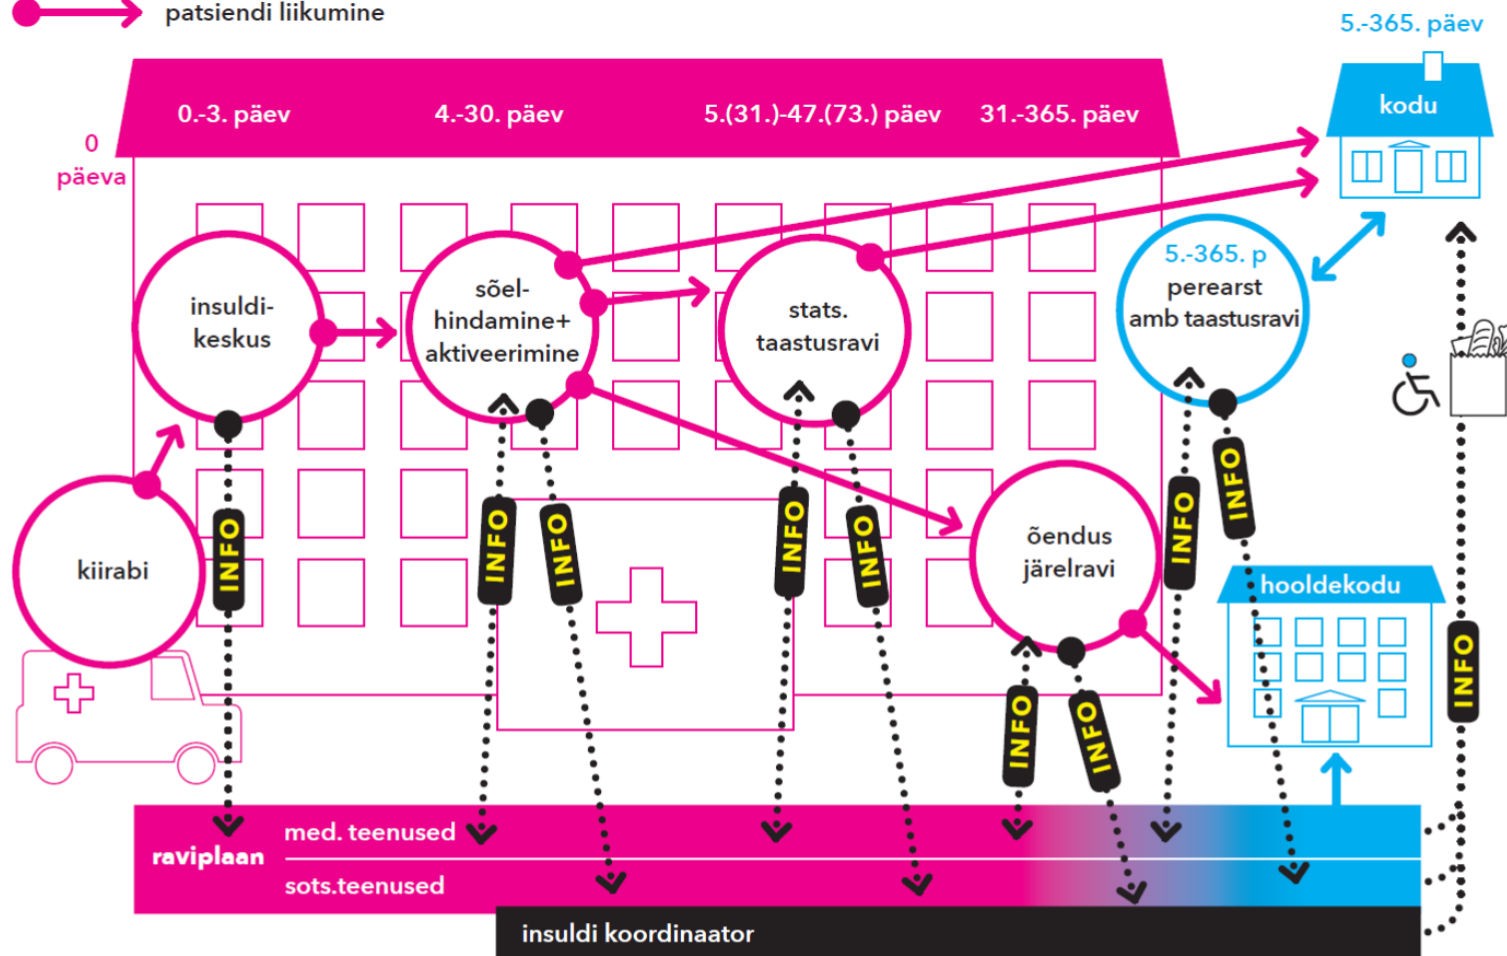 patsiendi liikumine
5.-365. päev
0.-3. päev
4.-30. päev
5.(31.)-47.(73.) päev
31.-365. päev
kodu
0
päeva
insuldi-
keskus
sõel-
hindamine+
aktiveerimine
stats.
taastusravi
5.-365. p
perearst
amb taastusravi
kiirabi
õendus
järelravi
hooldekodu
INFO
INFO
INFO
INFO
INFO
INFO
INFO
INFO
INFO
INFO
raviplaan
med. teenused
sots.teenused
insuldi koordinaator